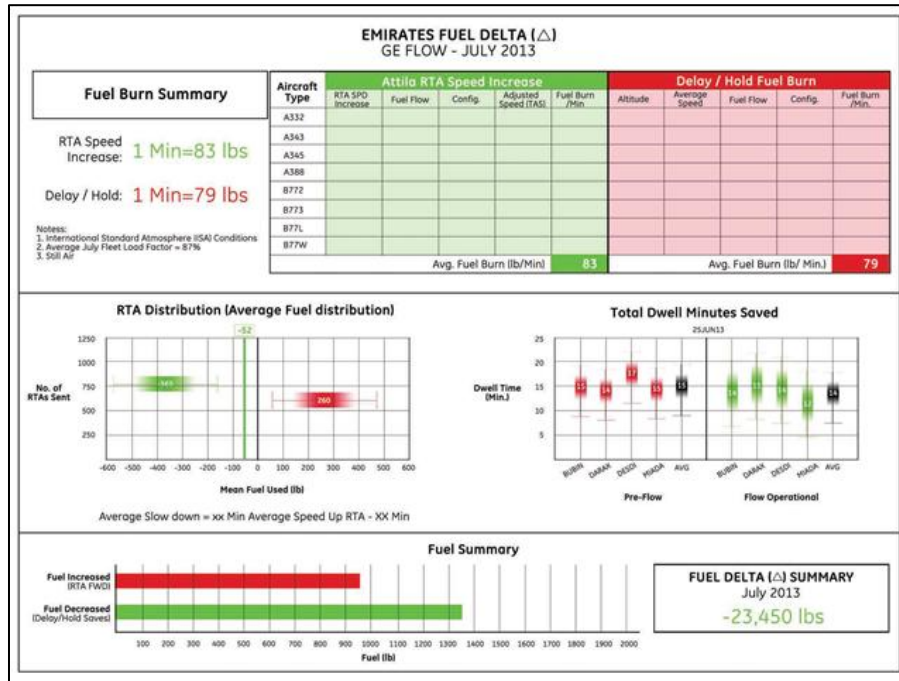 EMIRATES FUEL DELTA (△)
GE FLOW - JULY 2013
Fuel Burn Summary
RTA Speed
Increase: 1 Min=83 lbs
Delay / Hold: 1 Min=79 lbs
Notess:
1. International Standard Atmosphere IISA) Conditions
2. Average July Fleet Load Factor = 87%
3. Still Air
Aircraft
Type
Attila RTA Speed Increase
Delay / Hold Fuel Burn
RTA SPD
Increase
Fuel Flow
Config.
Adjusted
Speed (TAS)
Fuel Burn
/Min
Altitude
Average
Speed
Fuel Flow
Config.
Fuel Burn
/Min.
A332
A343
A345
A388
B772
B773
B77L
B77W
Avg. Fuel Burn (lb/Min) 83
Avg. Fuel Burn (lb/ Min.) 79
RTA Distribution (Average Fuel distribution)
-52
No. of
RTAs Sent
1250
1000
750
500
250
260
-600 -500 -400 -300 -200 -100 0 100 200 300 400 500 600
Mean Fuel Used (lb)
Average Slow down = xx Min Average Speed Up RTA - XX Min
Total Dwell Minutes Saved
25JUN13
Dwell Time
(Min.)
25
20
15
10
5
15 14 17 15 15 14 15 14 12 14
BUBIN DARAX DESDI MIADA AVG BUBIN DARAX DESDI MIADA AVG
Pre-Flow
Flow Operational
Fuel Summary
Fuel Increased
(RTA FWD)
Fuel Decreased
(Delay/Hold Saves)
100 200 300 400 500 600 700 800 900 1000 1100 1200 1300 1400 1500 1600 1700 1800 1900 2000
Fuel (lb)
FUEL DELTA (△) SUMMARY
July 2013
-23,450 lbs